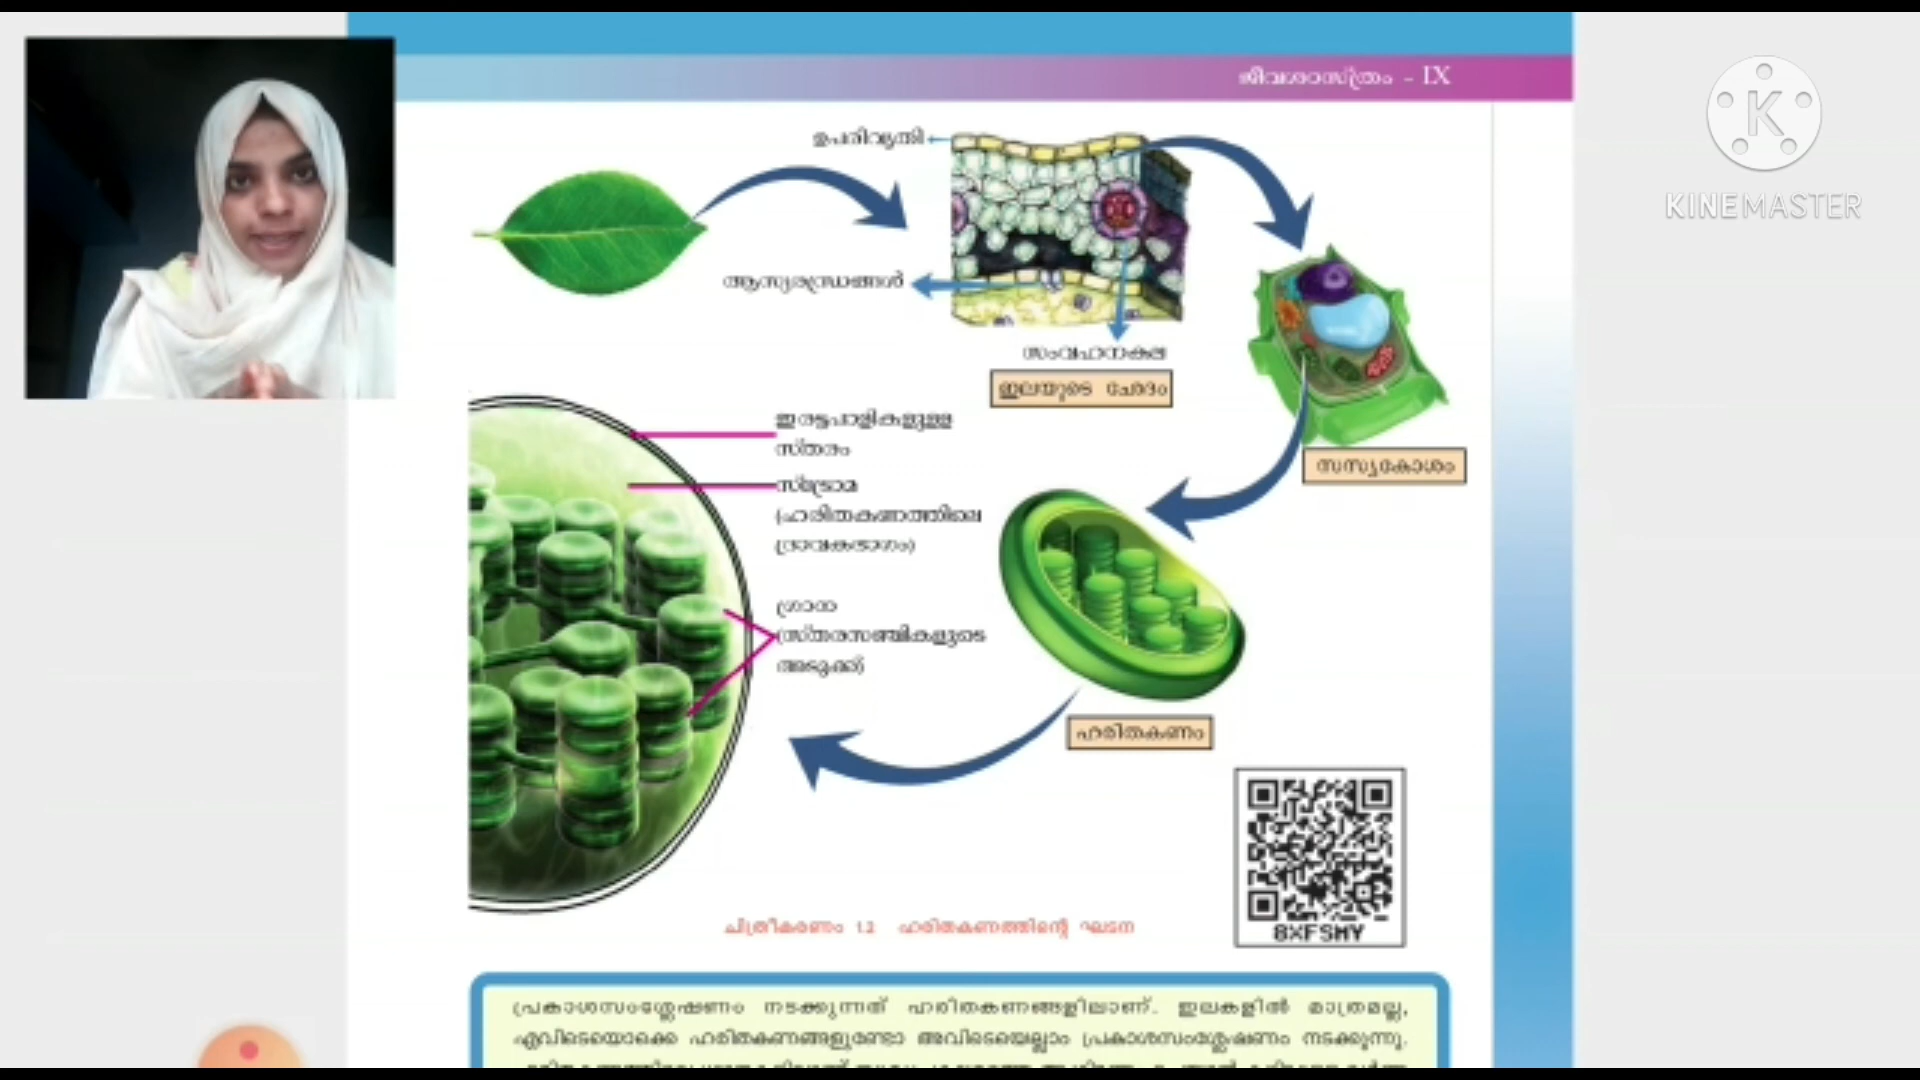 ജീവശാസ്ത്രം - IX
KINEMASTER
ഉപരിവൃതി
ആസ്യരന്ധ്രങ്ങൾ
സംവഹനകല
ഇലയുടെ ഛേദം
സസ്യകോശം
ഇരട്ടപാളികളുള്ള
സ്തരം
സ്ട്രോമ
(ഹരിതകണത്തിലെ
ദ്രാവകഭാഗം)
ഗ്രാന
(സ്തരസഞ്ചികളുടെ
അടുക്ക്)
ഹരിതകണം
8XFSMY
ചിത്രീകരണം 1.2 ഹരിതകണത്തിന്റെ ഘടന
പ്രകാശസംശ്ലേഷണം നടക്കുന്നത് ഹരിതകണങ്ങളിലാണ്. ഇലകളിൽ മാത്രമല്ല,
എവിടെയൊക്കെ ഹരിതകണങ്ങളുണ്ടോ അവിടെയെല്ലാം പ്രകാശസംശ്ലേഷണം നടക്കുന്നു.